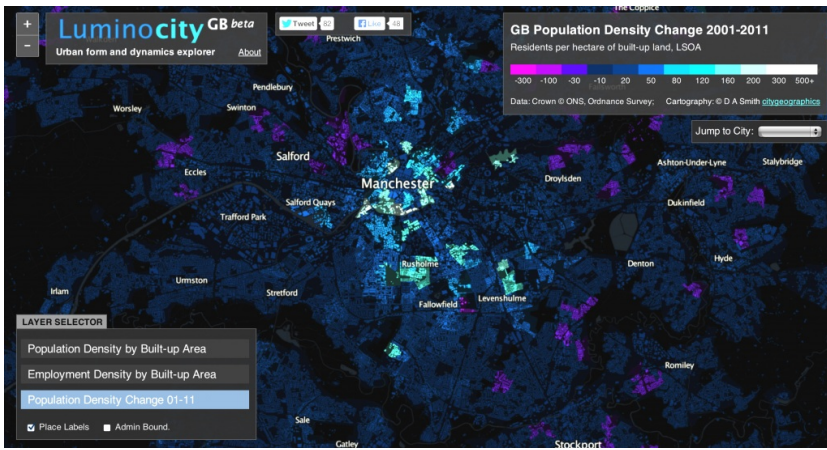 The Coppice
+
−
Luminocity GB beta
Urban form and dynamics explorer About
Tweet 82
Like 48
GB Population Density Change 2001-2011
Residents per hectare of built-up land, LSOA
-300 -100 -30 -10 20 50 80 120 160 200 300 500+
Data: Crown © ONS, Ordnance Survey; Cartography: © D A Smith citygeographics
Jump to City:
Prestwich
Pendlebury
Worsley
Swinton
Salford
Eccles
Manchester
Droylsden
Ashton-Under-Lyne
Stalybridge
Salford Quays
Trafford Park
Dukinfield
Rusholme
Denton
Hyde
Irlam
Urmston
Stretford
Fallowfield
Levenshulme
Romiley
Sale
Gatley
Stockport
LAYER SELECTOR
Population Density by Built-up Area
Employment Density by Built-up Area
Population Density Change 01-11
Place Labels
Admin Bound.